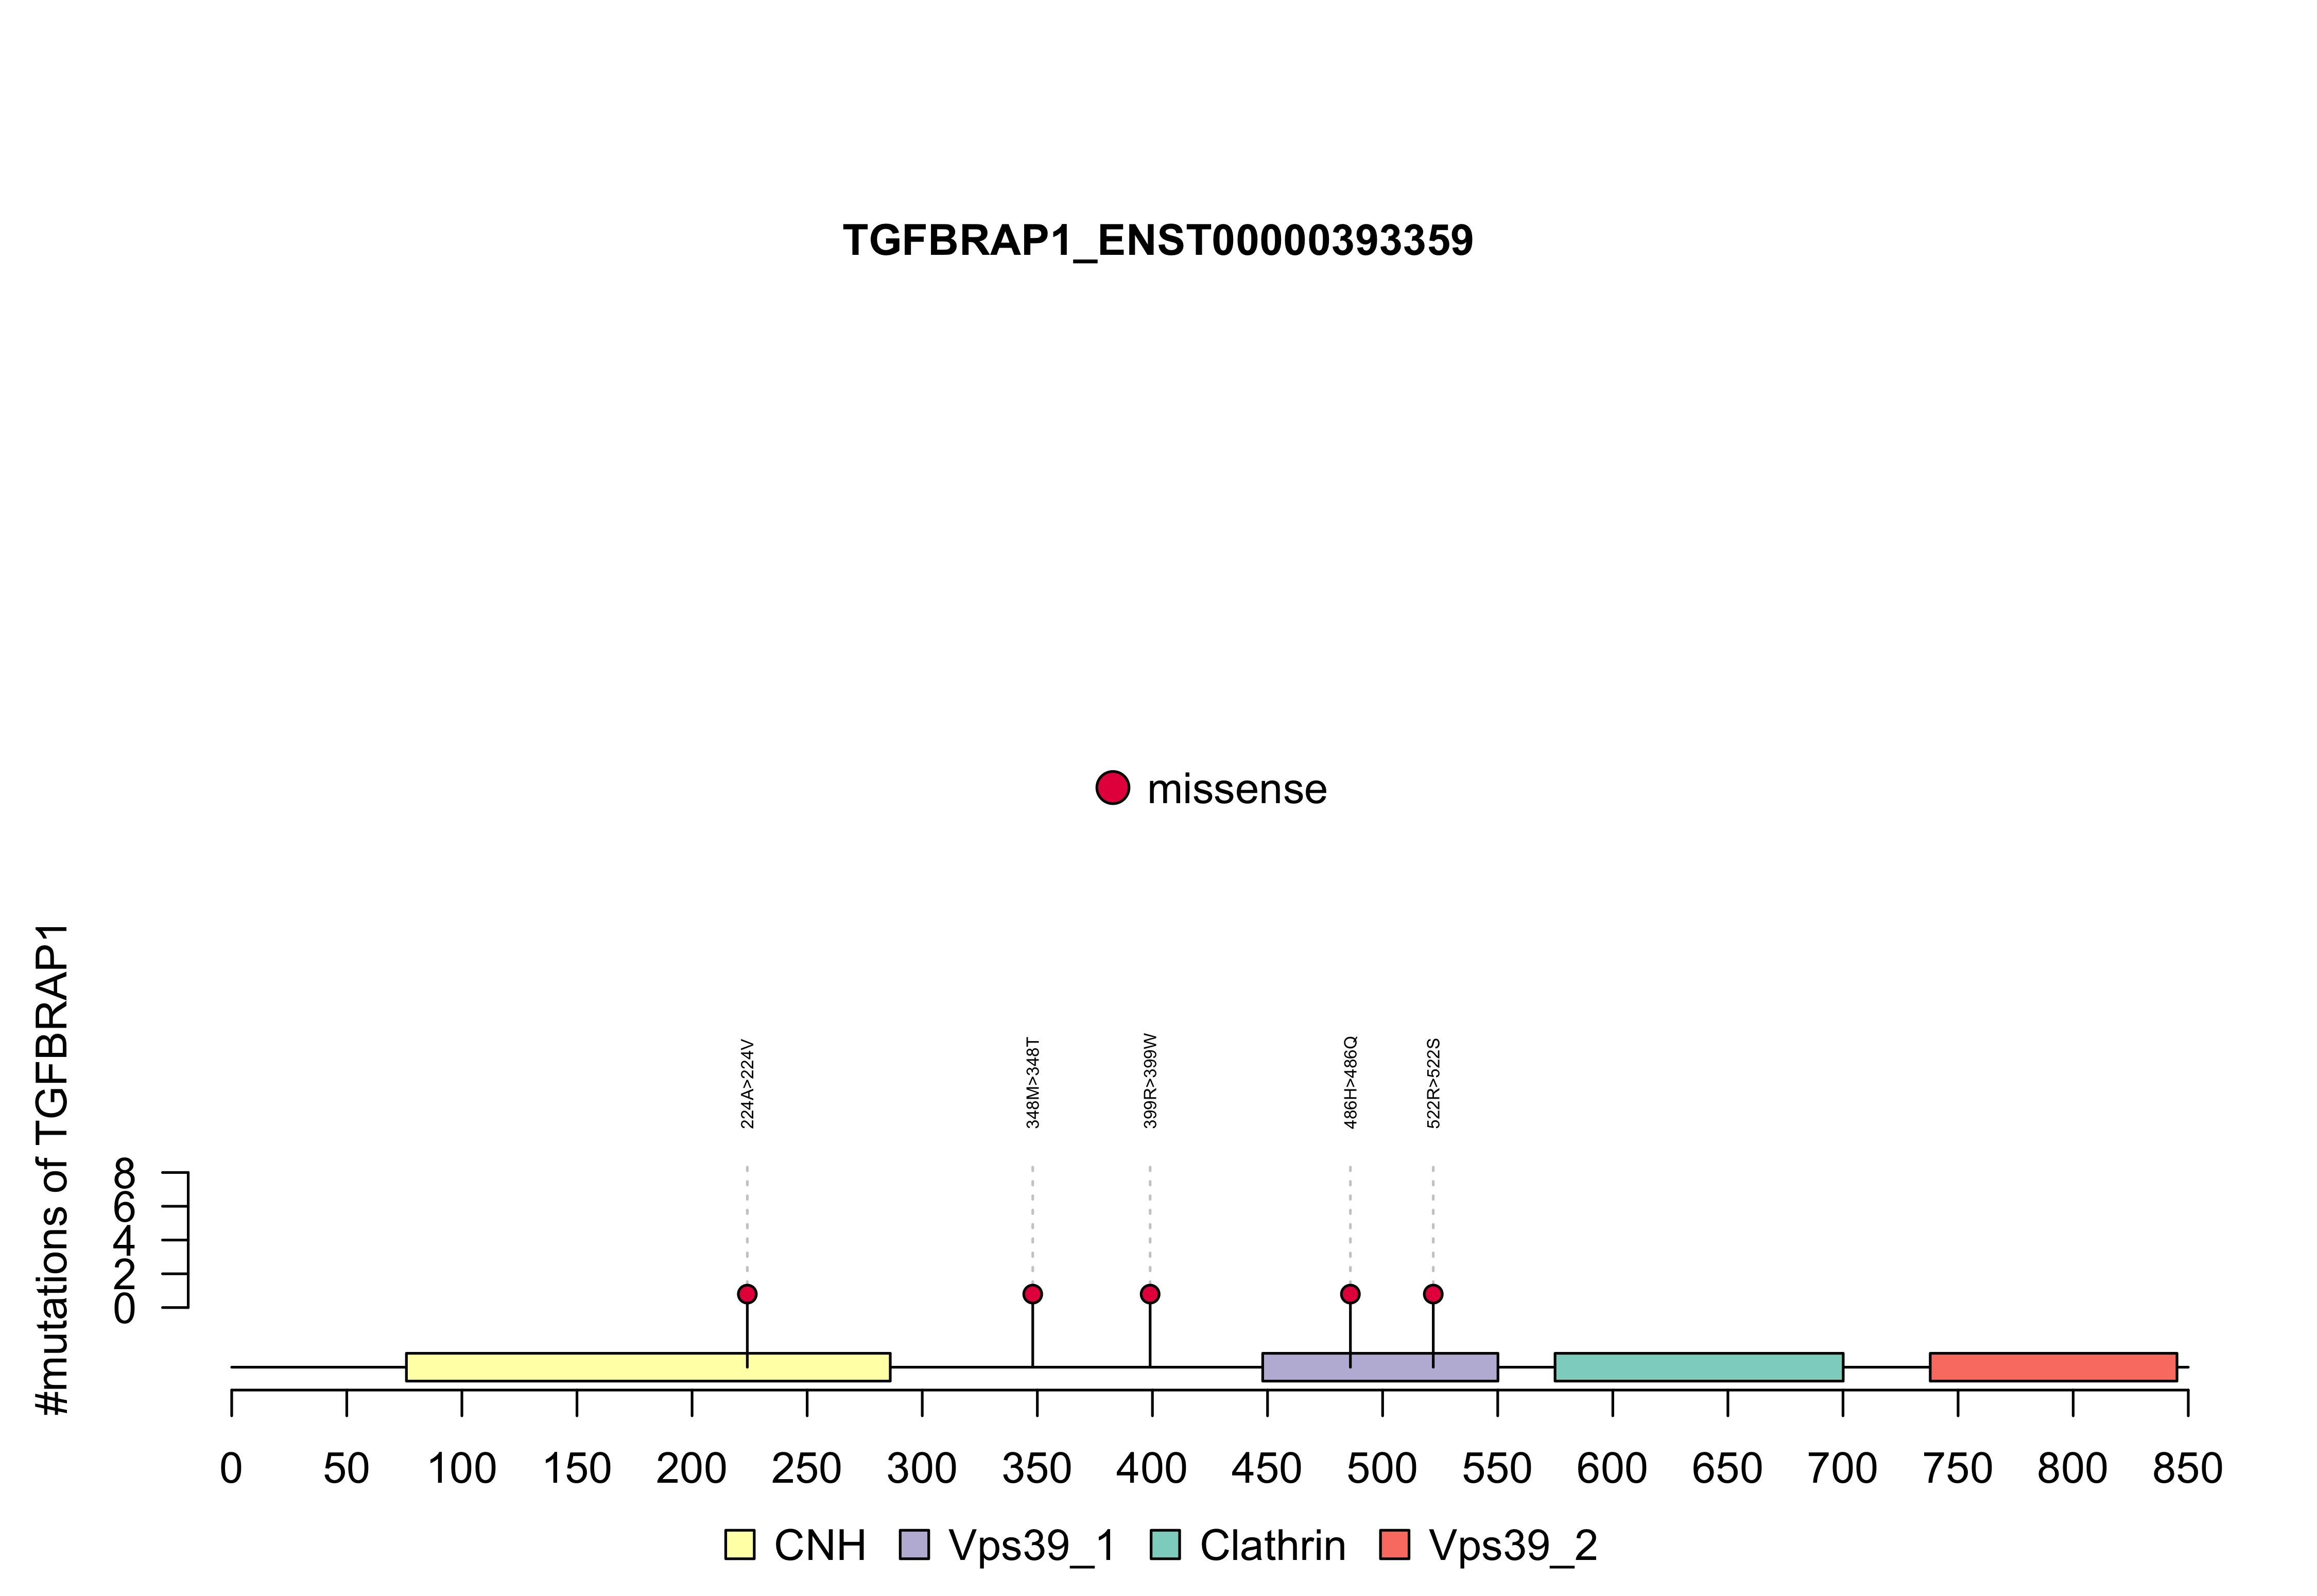 TGFBRAP1_ENST00000393359
missense
#mutations of TGFBRAP1
224A>224V
348M>348T
399R>399W
486H>486Q
522R>522S
8
6
4
2
0
0 50 100 150 200 250 300 350 400 450 500 550 600 650 700 750 800 850
CNH Vps39_1 Clathrin Vps39_2